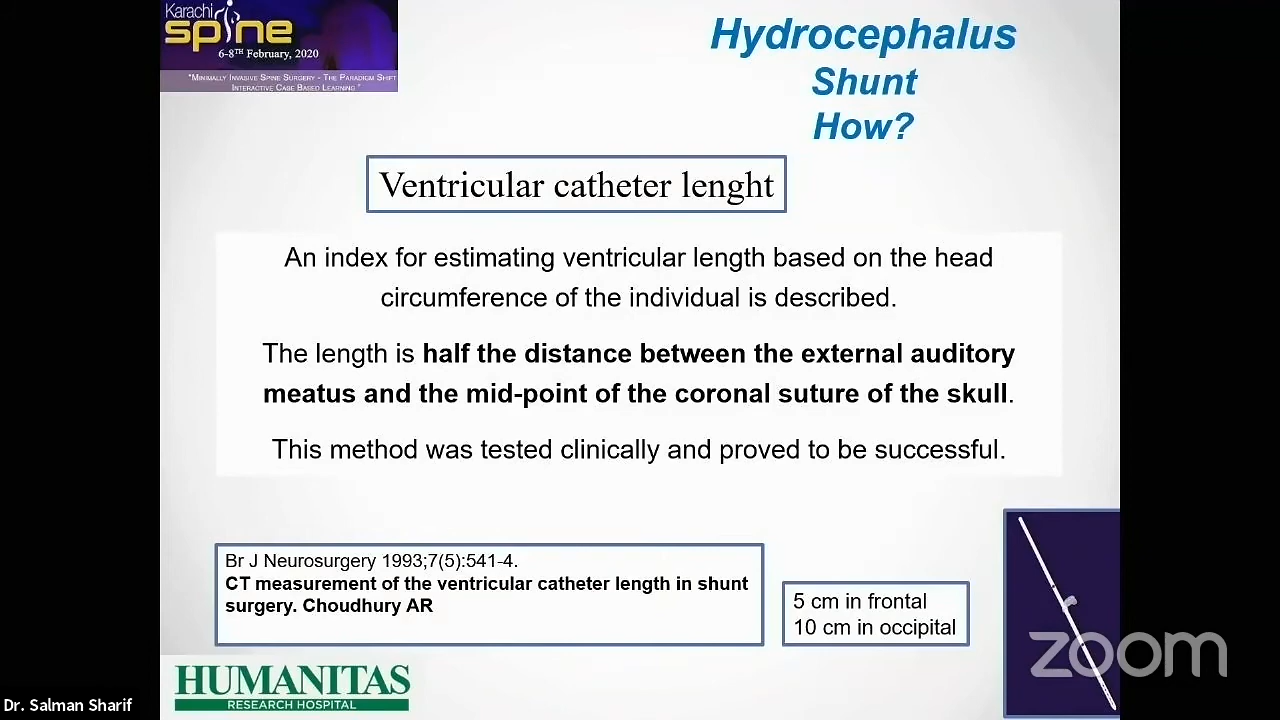 Karachi
spine
6-8TH February, 2020
"Minimally Invasive Spine Surgery - The Paradigm Shift
Interactive Case Based Learning"
Hydrocephalus
Shunt
How?
Ventricular catheter lenght
An index for estimating ventricular length based on the head
circumference of the individual is described.
The length is half the distance between the external auditory
meatus and the mid-point of the coronal suture of the skull.
This method was tested clinically and proved to be successful.
Br J Neurosurgery 1993;7(5):541-4.
CT measurement of the ventricular catheter length in shunt
surgery. Choudhury AR
5 cm in frontal
10 cm in occipital
zoom
HUMANITAS
RESEARCH HOSPITAL
Dr. Salman Sharif